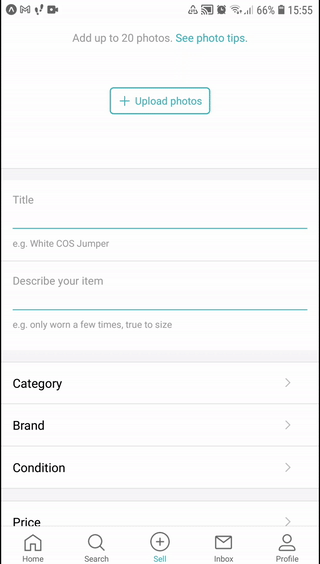 66% 15:55
Add up to 20 photos. See photo tips.
+ Upload photos
Title
e.g. White COS Jumper
Describe your item
e.g. only worn a few times, true to size
Category
Brand
Condition
Price
Home Search Sell Inbox Profile